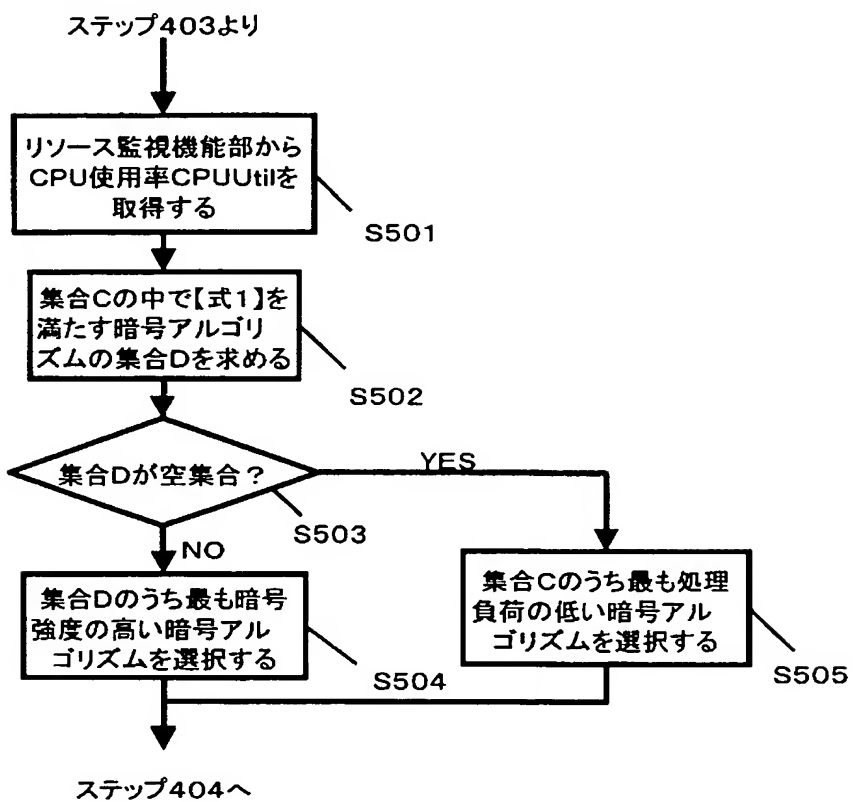 ステップ403より
リソース監視機能部から
CPU使用率CPUUtilを
取得する
S501
集合Cの中で【式1】を
満たす暗号アルゴリ
ズムの集合Dを求める
S502
集合Dが空集合?
YES
S503
NO
集合Dのうち最も暗号
強度の高い暗号アル
ゴリズムを選択する
S504
集合Cのうち最も処理
負荷の低い暗号アル
ゴリズムを選択する
S505
ステップ404へ